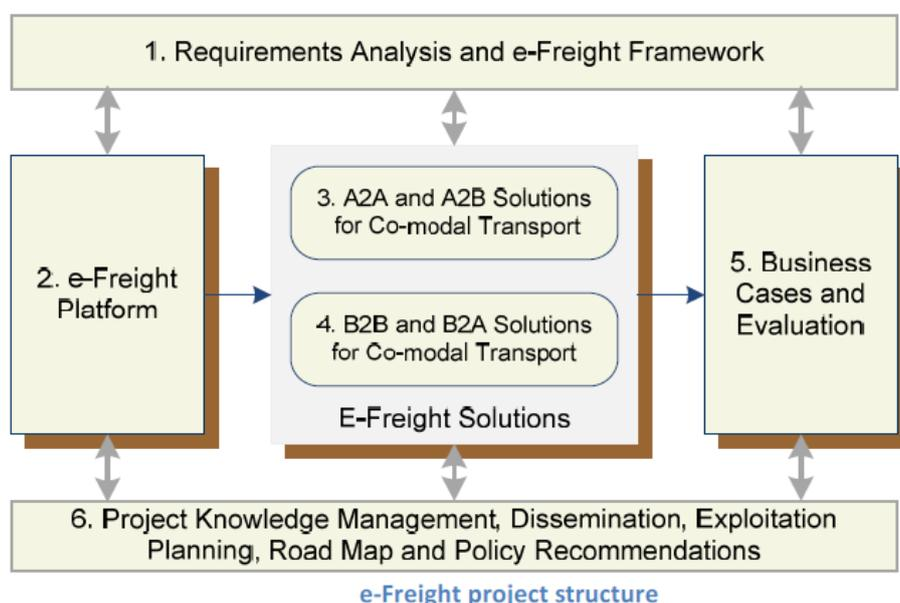 1. Requirements Analysis and e-Freight Framework
2. e-Freight
Platform
3. A2A and A2B Solutions
for Co-modal Transport
4. B2B and B2A Solutions
for Co-modal Transport
E-Freight Solutions
5. Business
Cases and
Evaluation
6. Project Knowledge Management, Dissemination, Exploitation
Planning, Road Map and Policy Recommendations
e-Freight project structure